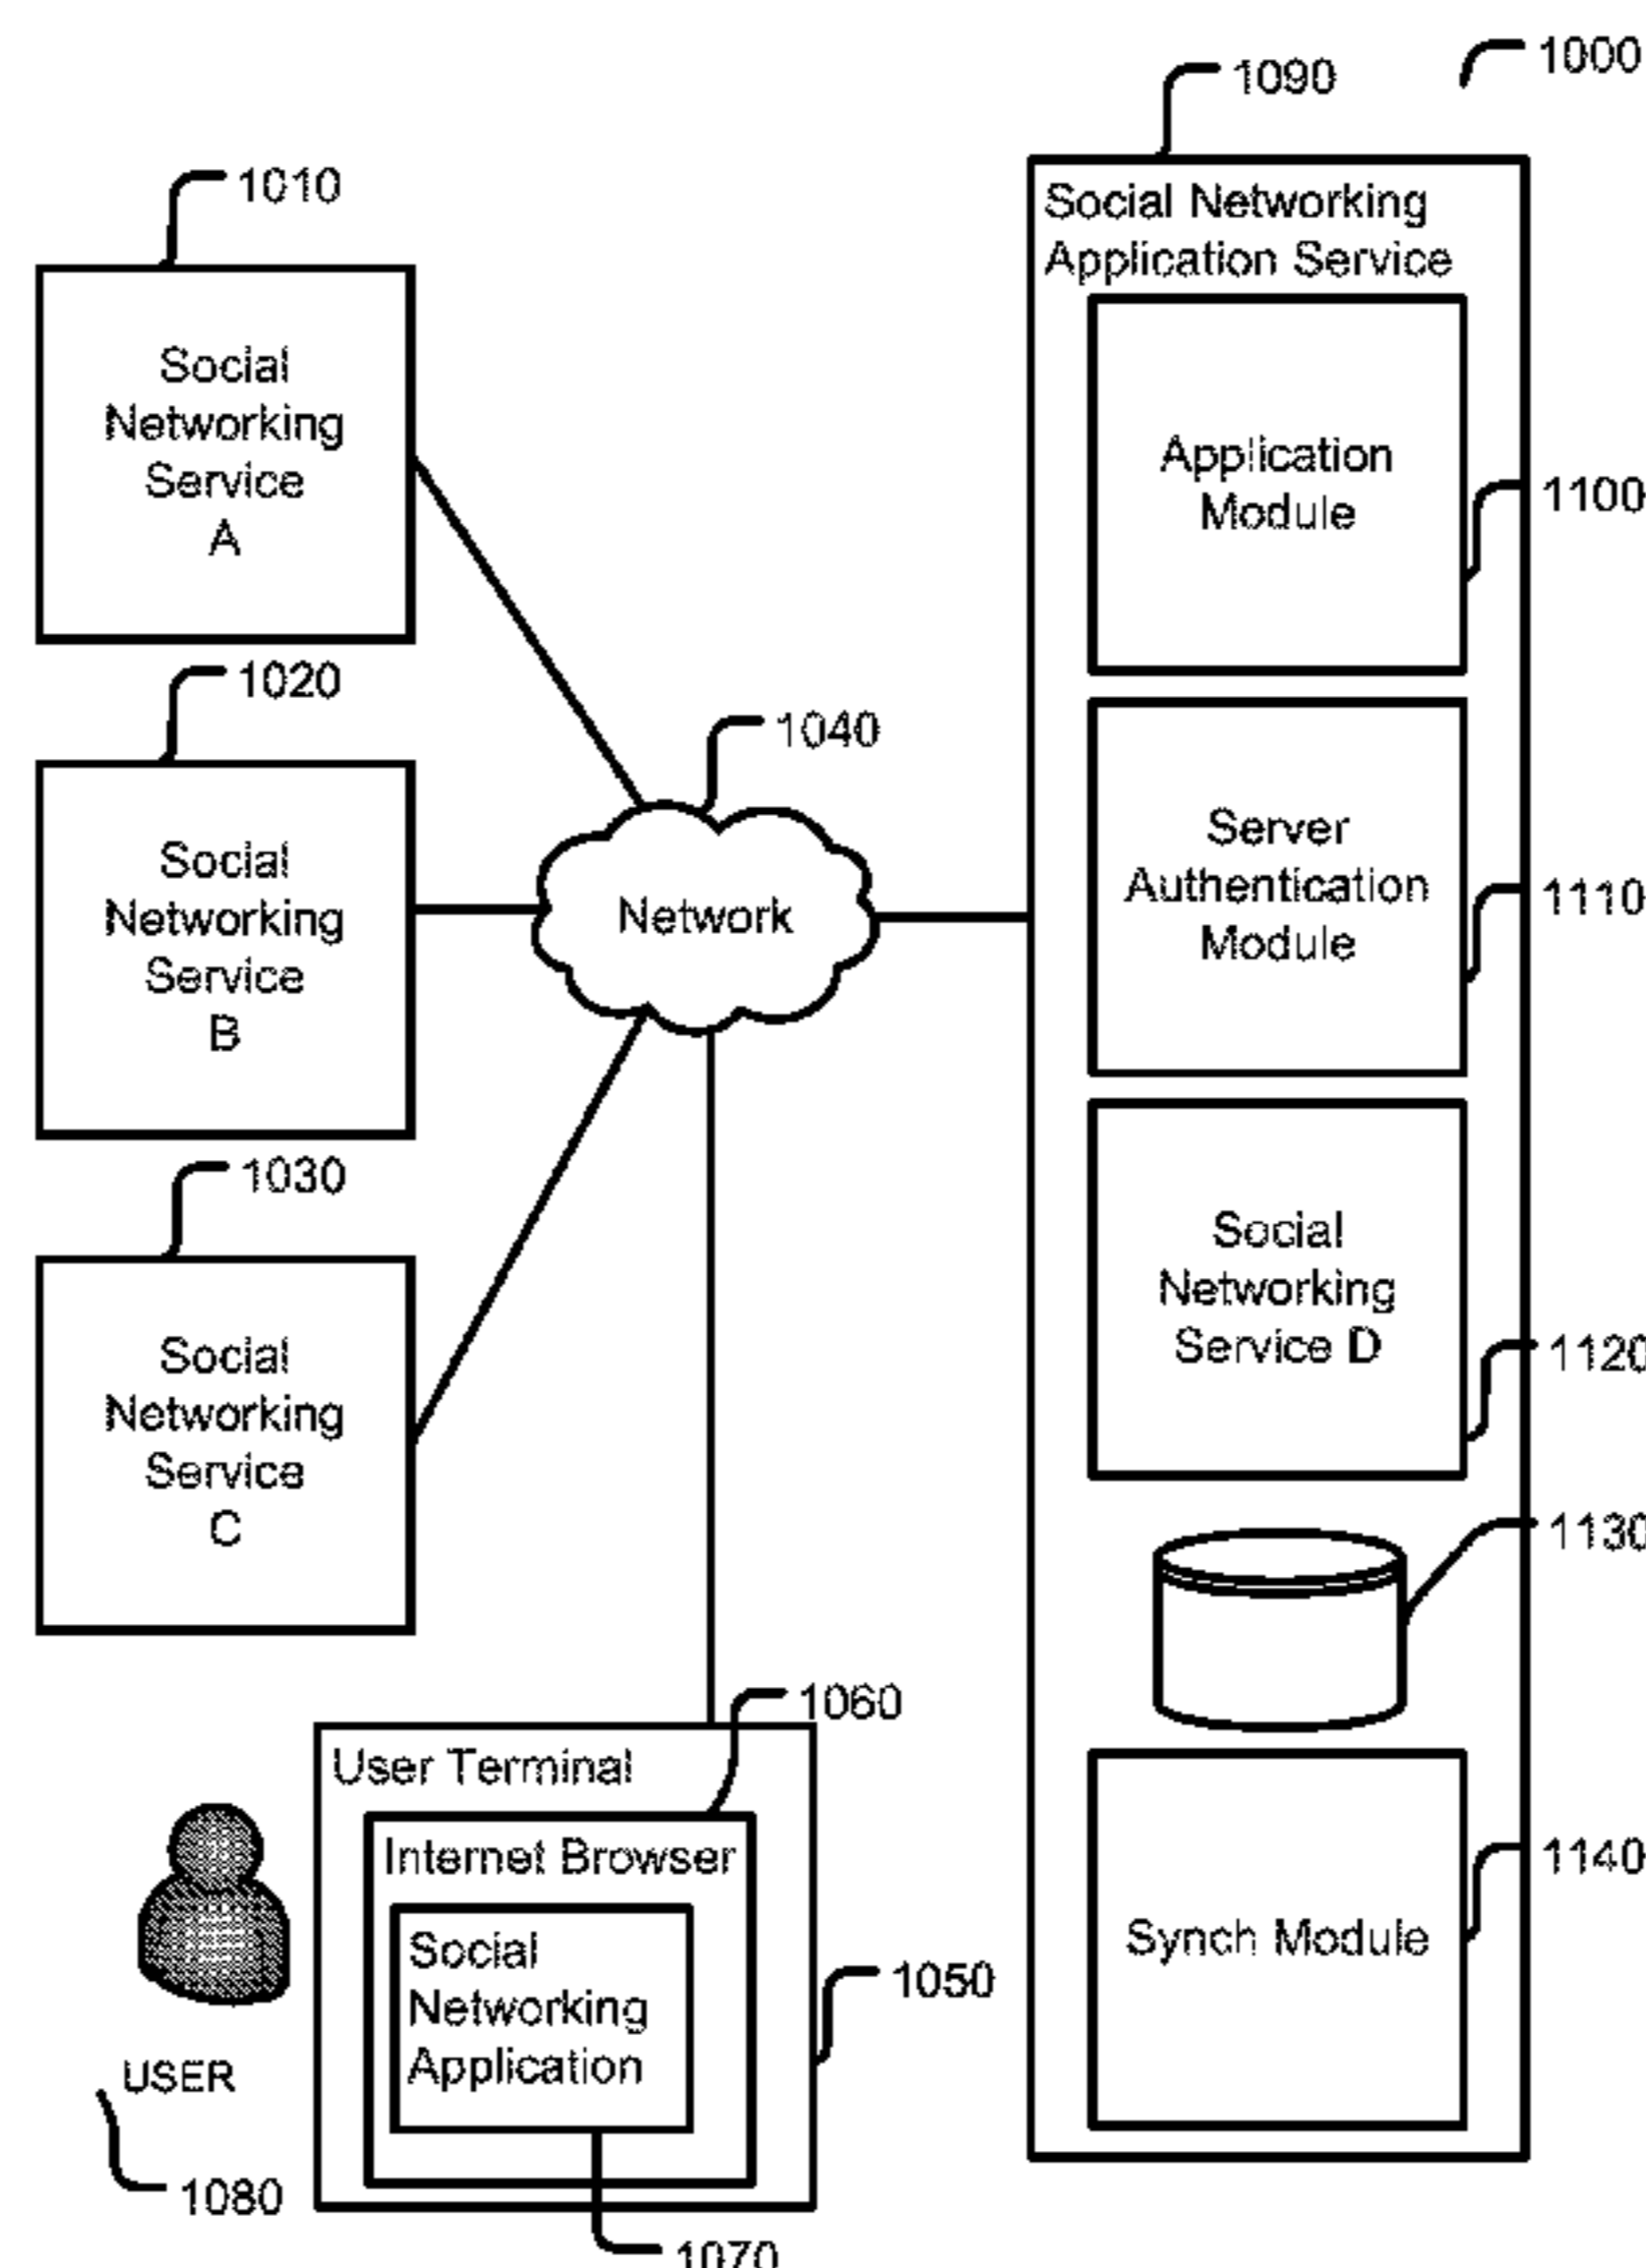 1000
1090
Social Networking
Application Service
1010
Social
Networking
Service
A
Application
Module
1100
1020
Social
Networking
Service
B
1040
Network
Server
Authentication
Module
1110
1030
Social
Networking
Service
C
Social
Networking
Service D
1120
1130
1060
User Terminal
Internet Browser
Social
Networking
Application
1050
USER
1080
1070
Synch Module
1140